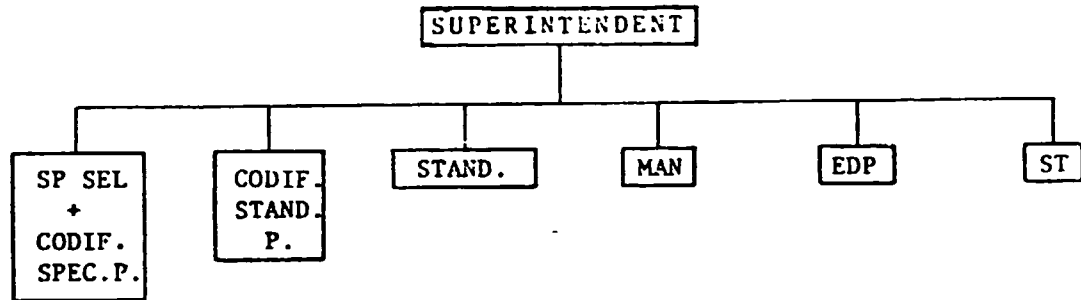 SUPERINTENDENT
SP SEL
+
CODIF.
SPEC.P.
CODIF.
STAND.
P.
STAND.
MAN
EDP
ST